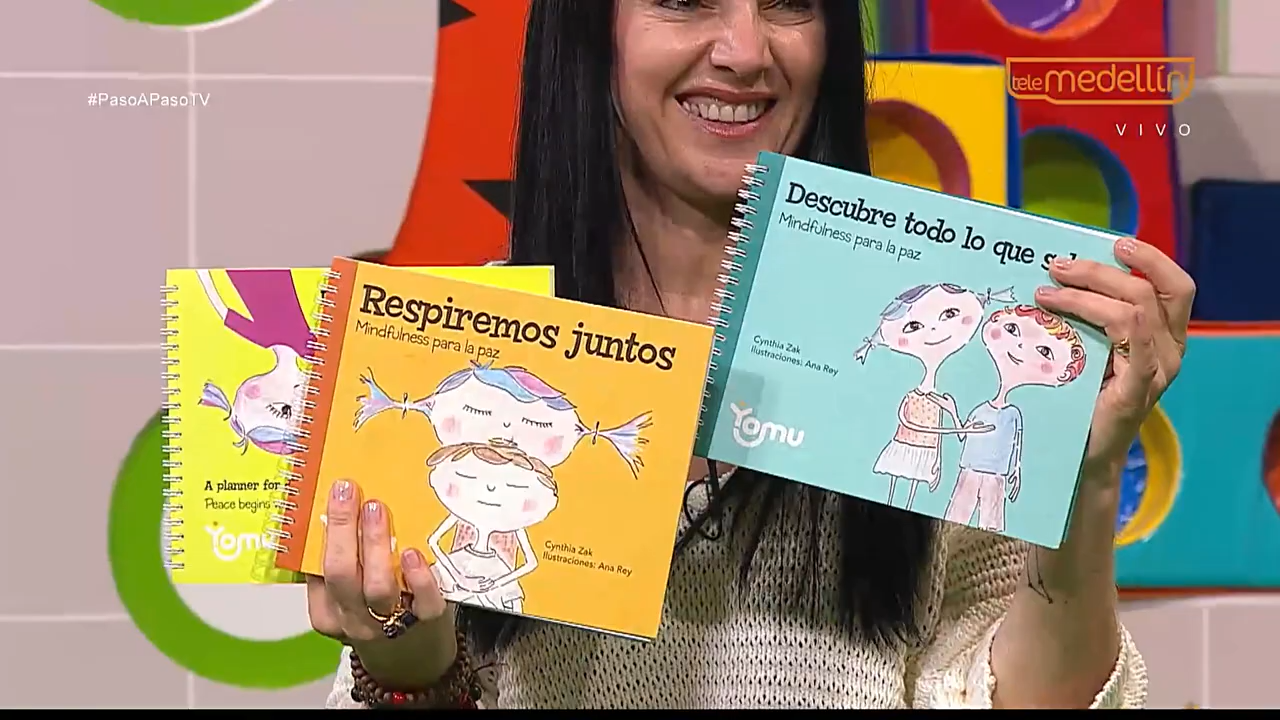 #PasoAPasoTV
tele medellín
VIVO
Descubre todo lo que
Mindfulness para la paz
Cynthia Zak
Ilustraciones: Ana Rey
Yomu
Respiremos juntos
Mindfulness para la paz
Cynthia Zak
Ilustraciones: Ana Rey
A planner for
Peace begins
Yomu